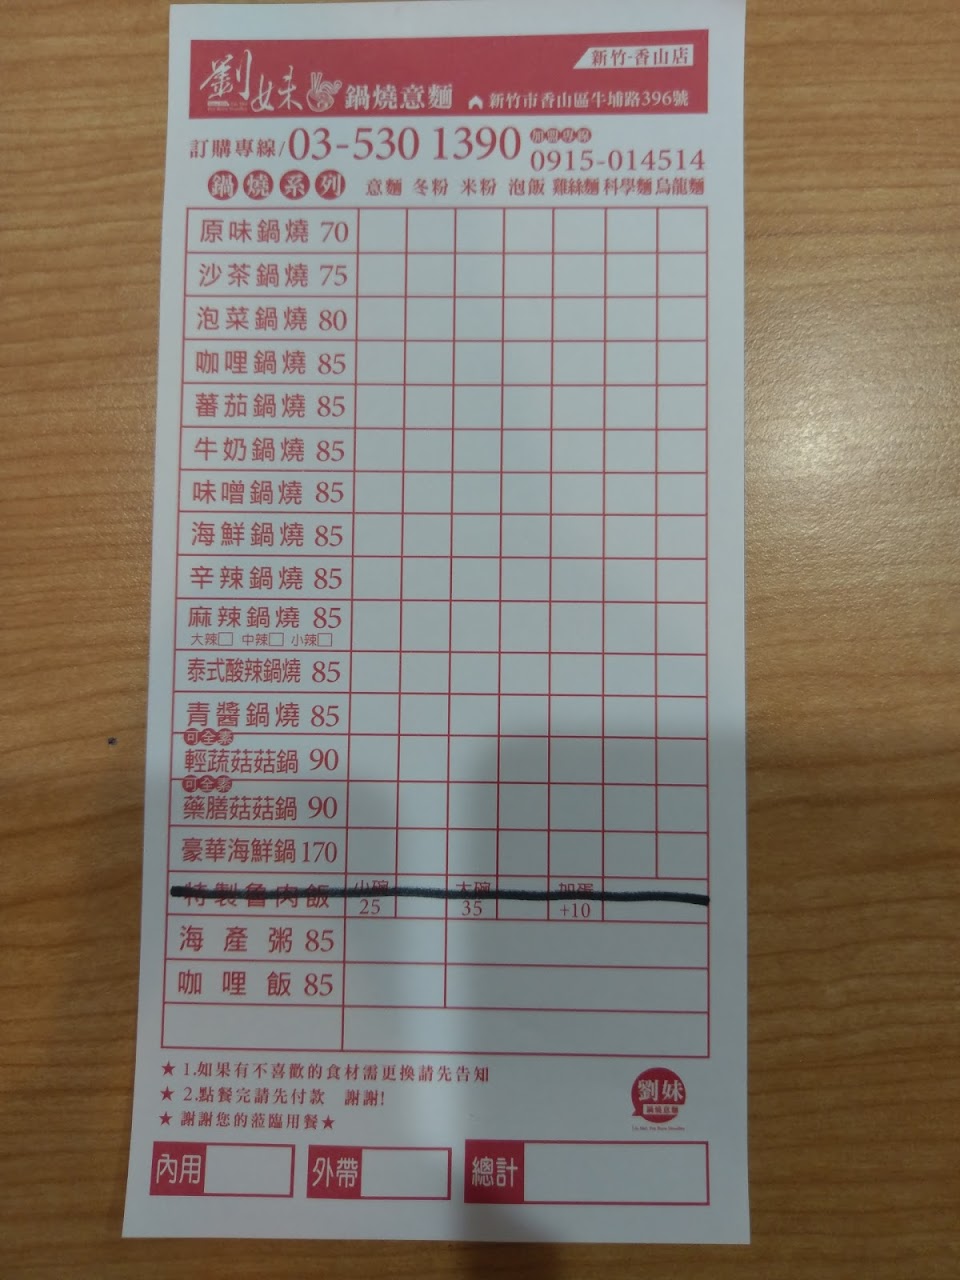 新竹-香山店
劉妹 鍋燒意麵 新竹市香山區牛埔路396號
訂購專線/03-530 1390 加盟專線 0915-014514
鍋燒系列 意麵 冬粉 米粉 泡飯 雞絲麵 科學麵 烏龍麵
原味鍋燒 70
沙茶鍋燒 75
泡菜鍋燒 80
咖哩鍋燒 85
蕃茄鍋燒 85
牛奶鍋燒 85
味噌鍋燒 85
海鮮鍋燒 85
辛辣鍋燒 85
麻辣鍋燒 85
大辣□ 中辣□ 小辣□
泰式酸辣鍋燒 85
青醬鍋燒 85
可全素
輕蔬菇菇鍋 90
可全素
藥膳菇菇鍋 90
豪華海鮮鍋 170
特製魯肉飯 小碗 25 大碗 35 加蛋 +10
海產粥 85
咖哩飯 85
★ 1.如果有不喜歡的食材需更換請先告知
★ 2.點餐完請先付款 謝謝!
★ 謝謝您的蒞臨用餐★
劉妹
鍋燒意麵
內用 外帶 總計